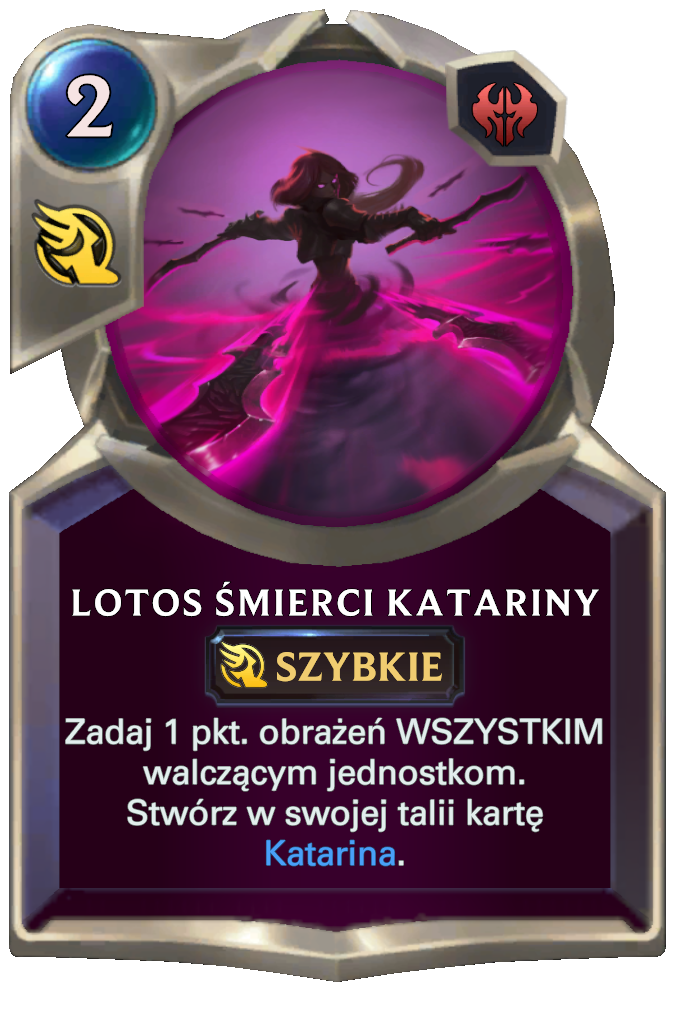 2
LOTOS ŚMIERCI KATARINY
SZYBKIE
Zadaj 1 pkt. obrażeń WSZYSTKIM
walczącym jednostkom.
Stwórz w swojej talii kartę
Katarina.